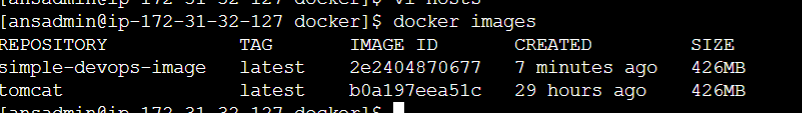 [ansadmin@ip-172-31-32-127 docker]$ vi hosts
[ansadmin@ip-172-31-32-127 docker]$ docker images
REPOSITORY TAG IMAGE ID CREATED SIZE
simple-devops-image latest 2e2404870677 7 minutes ago 426MB
tomcat latest b0a197eea51c 29 hours ago 426MB
[ansadmin@ip-172-31-32-127 docker]$